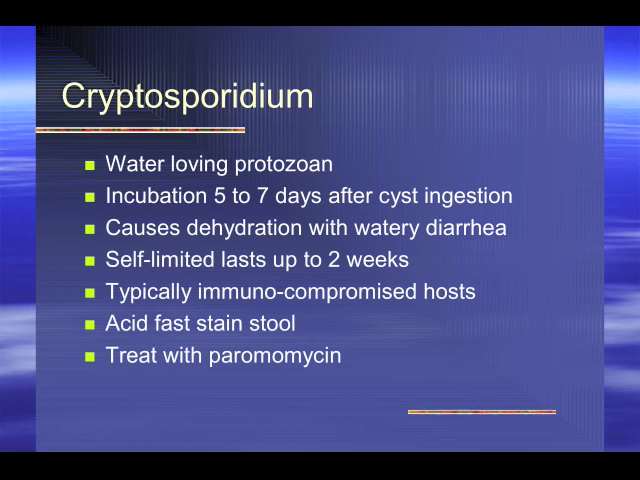 Cryptosporidium
Water loving protozoan
Incubation 5 to 7 days after cyst ingestion
Causes dehydration with watery diarrhea
Self-limited lasts up to 2 weeks
Typically immuno-compromised hosts
Acid fast stain stool
Treat with paromomycin